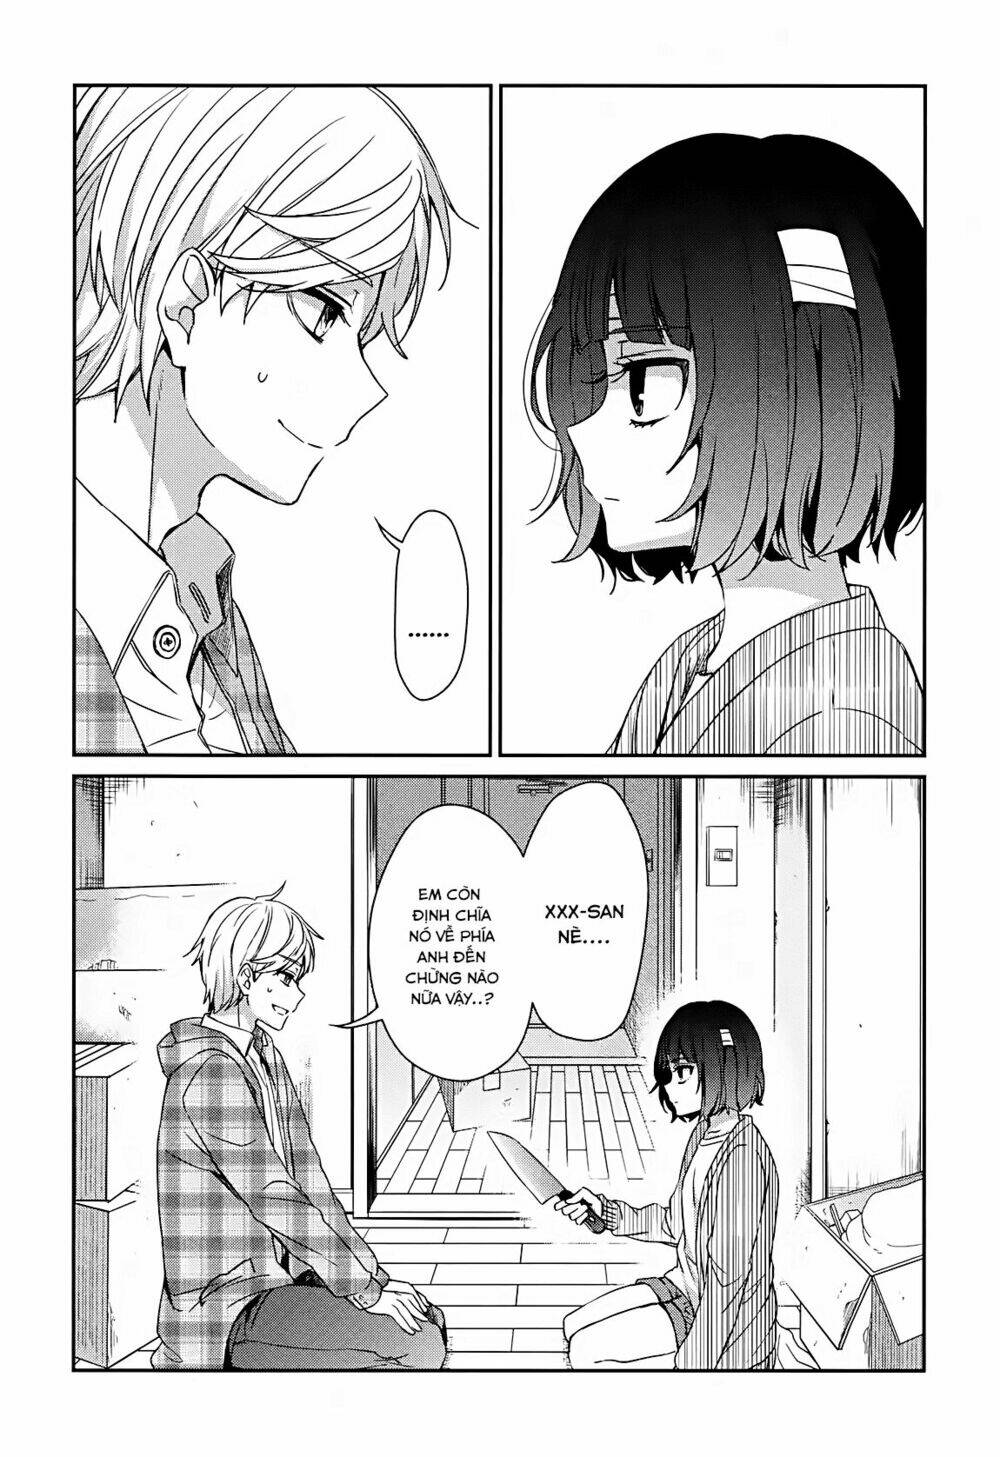 .......
XXX-SAN
NÈ....
EM CÒN
ĐỊNH CHĨA
NÓ VỀ PHÍA
ANH ĐẾN
CHỪNG NÀO
NỮA VẬY..?